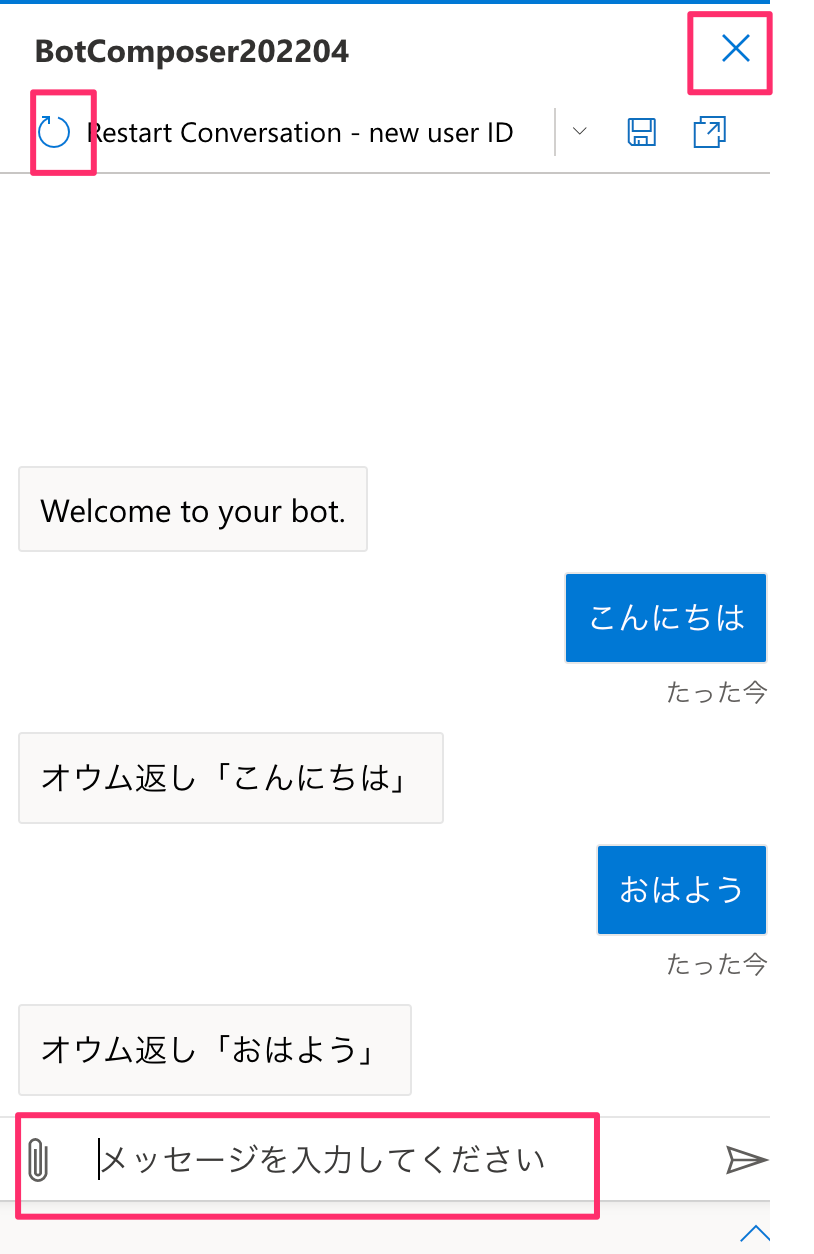 BotComposer202204
Restart Conversation - new user ID
Welcome to your bot.
こんにちは
たった今
オウム返し「こんにちは」
おはよう
たった今
オウム返し「おはよう」
メッセージを入力してください